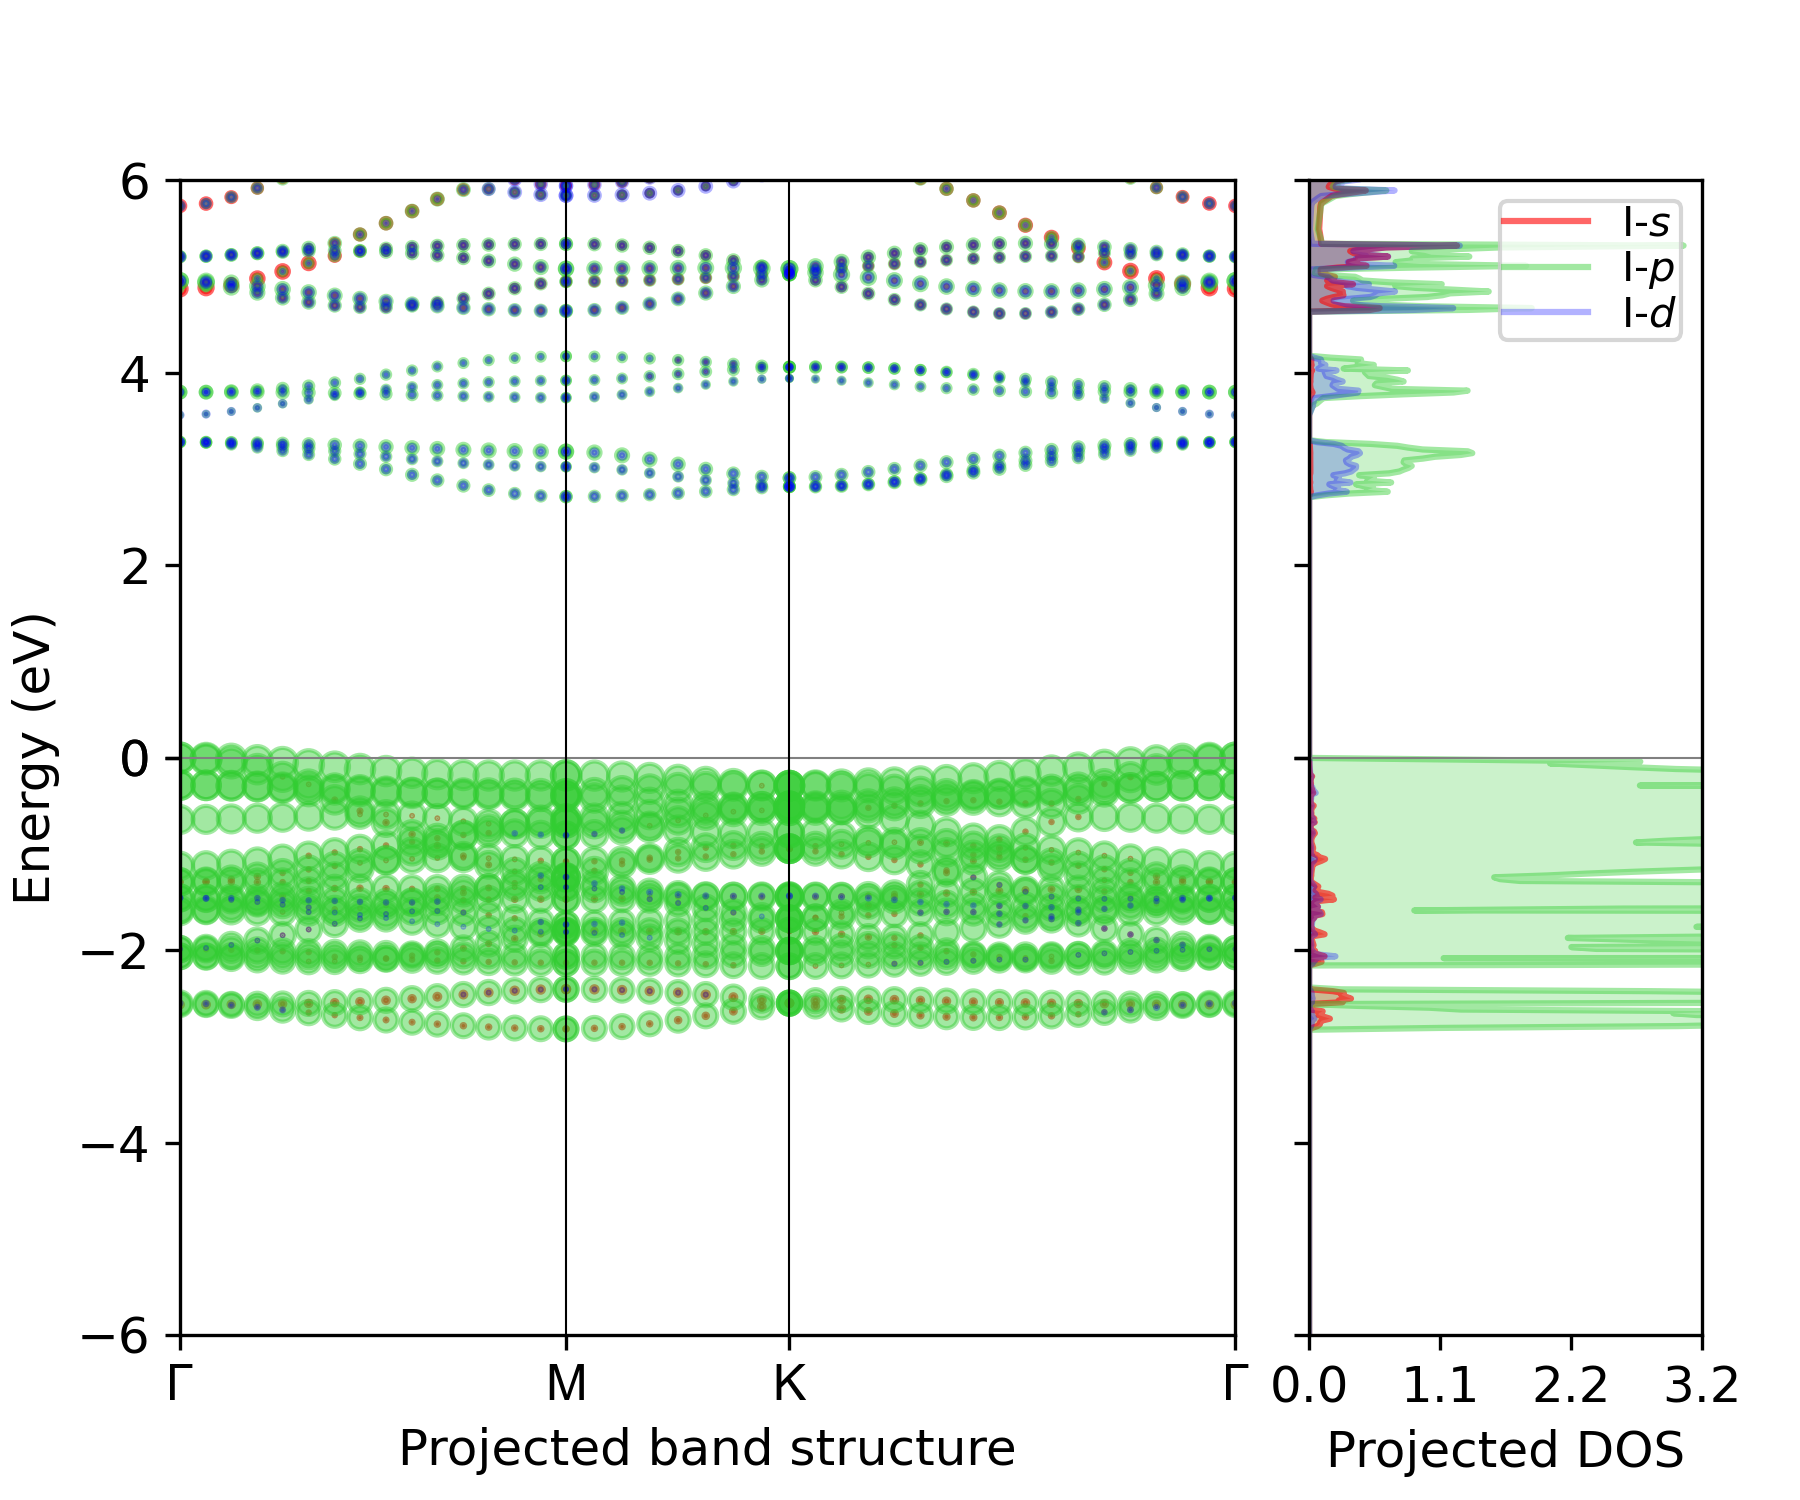 6
4
2
0
−2
−4
−6
Energy (eV)
Γ M K Γ
Projected band structure
I-s
I-p
I-d
0.0 1.1 2.2 3.2
Projected DOS